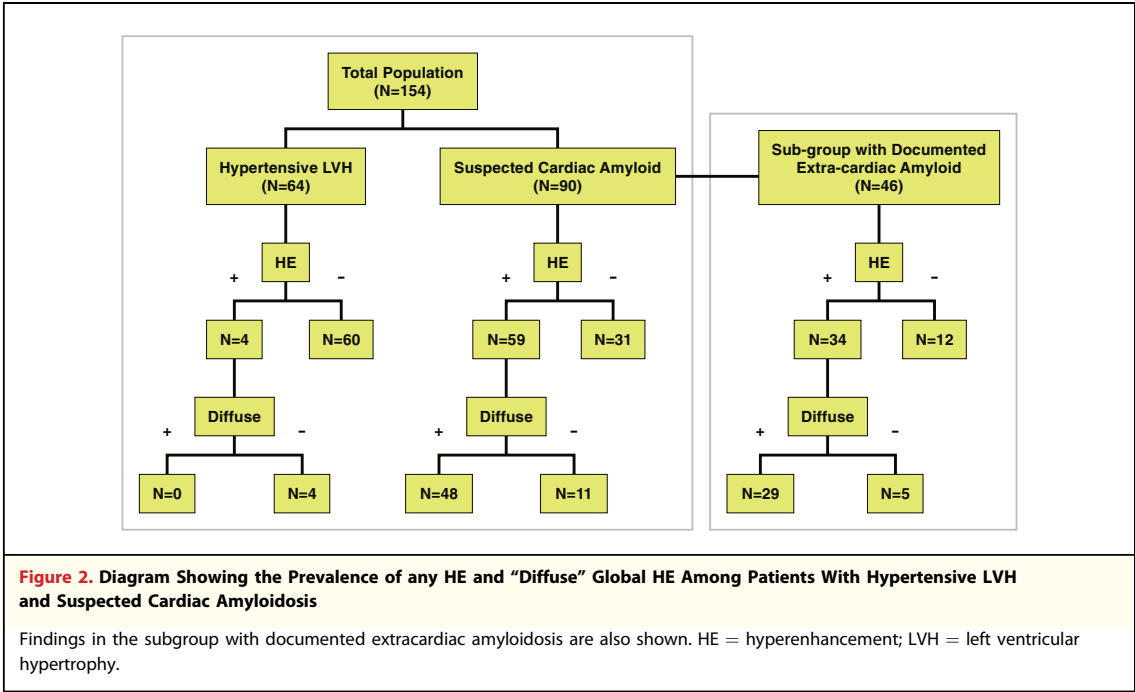 Total Population
(N=154)
Hypertensive LVH
(N=64)
Suspected Cardiac Amyloid
(N=90)
Sub-group with Documented
Extra-cardiac Amyloid
(N=46)
HE
HE
HE
+ – + – + –
N=4 N=60 N=59 N=31 N=34 N=12
Diffuse Diffuse Diffuse
+ – + – + –
N=0 N=4 N=48 N=11 N=29 N=5
Figure 2. Diagram Showing the Prevalence of any HE and “Diffuse” Global HE Among Patients With Hypertensive LVH
and Suspected Cardiac Amyloidosis
Findings in the subgroup with documented extracardiac amyloidosis are also shown. HE = hyperenhancement; LVH = left ventricular
hypertrophy.